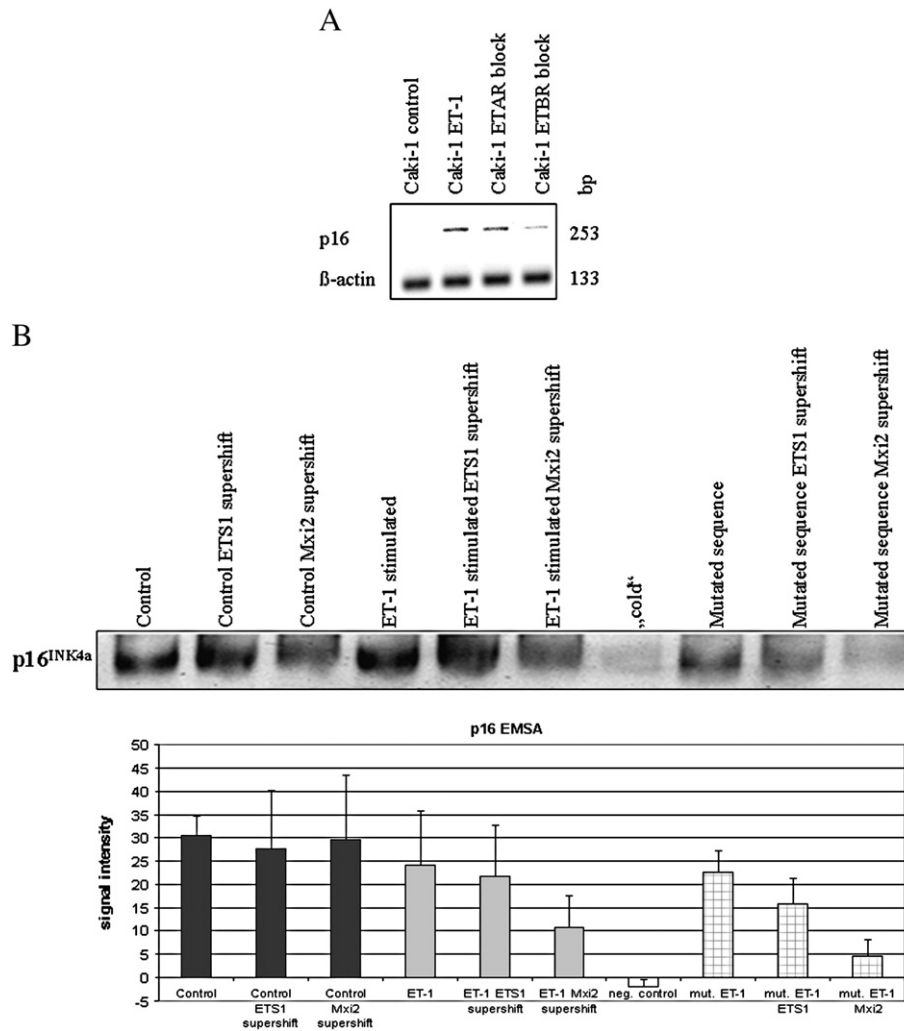 A
Caki-1 control
Caki-1 ET-1
Caki-1 ETAR block
Caki-1 ETBR block
bp
p16
253
ß-actin
133
B
Control
Control ETS1 supershift
Control Mxi2 supershift
ET-1 stimulated
ET-1 stimulated ETS1 supershift
ET-1 stimulated Mxi2 supershift
„cold“
Mutated sequence
Mutated sequence ETS1 supershift
Mutated sequence Mxi2 supershift
p16INK4a
p16 EMSA
signal intensity
50
45
40
35
30
25
20
15
10
5
0
-5
Control
Control ETS1 supershift
Control Mxi2 supershift
ET-1
ET-1 ETS1 supershift
ET-1 Mxi2 supershift
neg. control
mut. ET-1
mut. ET-1 ETS1
mut. ET-1 Mxi2